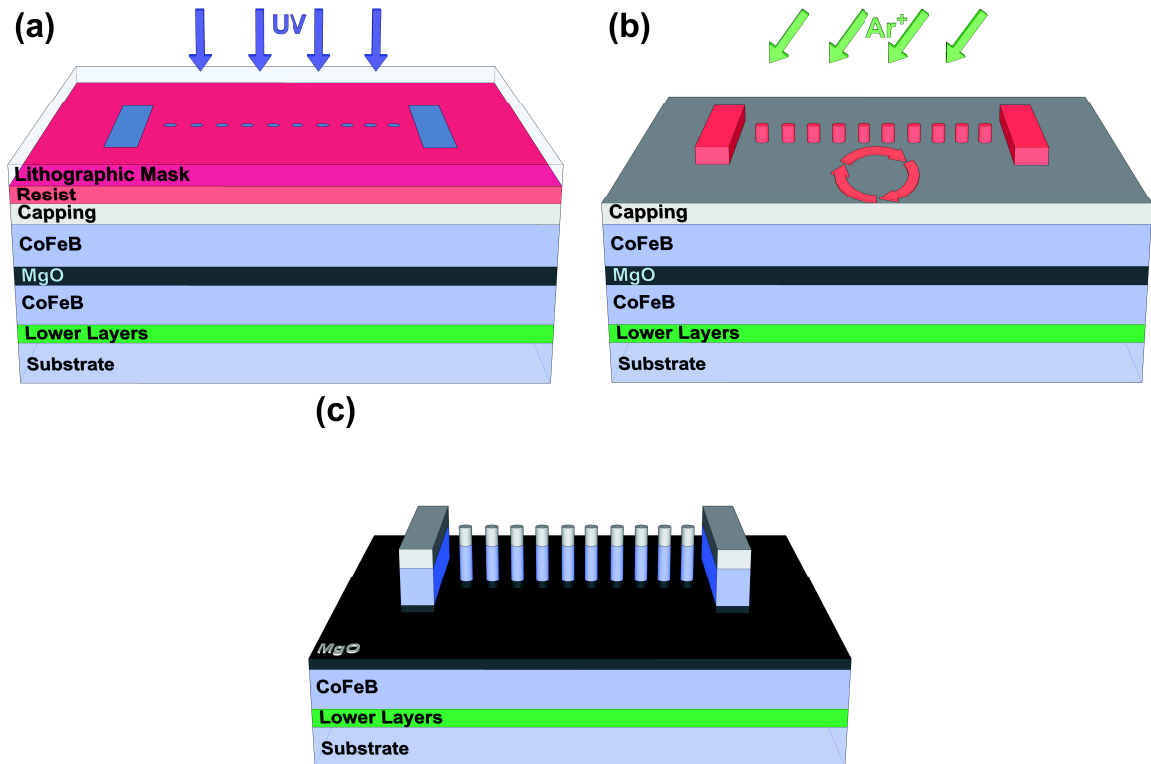 (a)
UV
Lithographic Mask
Resist
Capping
CoFeB
MgO
CoFeB
Lower Layers
Substrate
(b)
Ar+
Capping
CoFeB
MgO
CoFeB
Lower Layers
Substrate
(c)
MgO
CoFeB
Lower Layers
Substrate